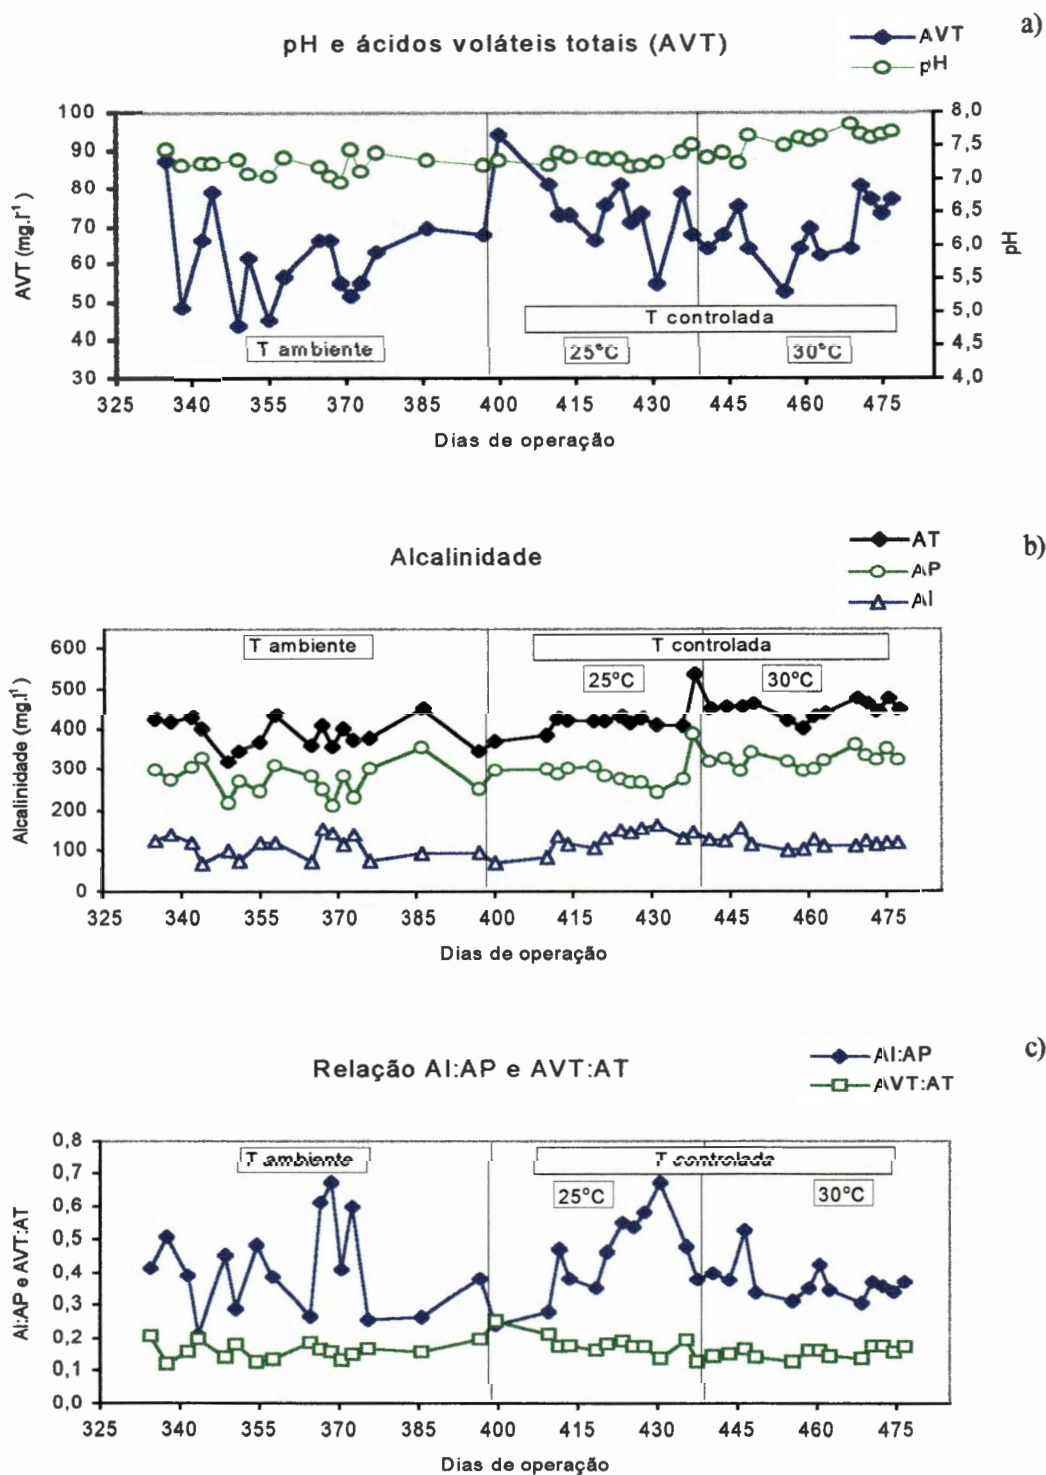 a)
pH e ácidos voláteis totais (AVT)
AVT
pH
100
90
80
70
60
50
40
30
AVT (mg.l¹)
8,0
7,5
7,0
6,5
6,0
5,5
5,0
4,5
4,0
pH
T controlada
T ambiente
25°C
30°C
325 340 355 370 385 400 415 430 445 460 475
Dias de operação
b)
Alcalinidade
AT
AP
AI
600
500
400
300
200
100
0
Alcalinidade (mg.l¹)
T ambiente
T controlada
25°C
30°C
325 340 355 370 385 400 415 430 445 460 475
Dias de operação
c)
Relação AI:AP e AVT:AT
AI:AP
AVT:AT
0,8
0,7
0,6
0,5
0,4
0,3
0,2
0,1
0,0
AI:AP e AVT:AT
T ambiente
T controlada
25°C
30°C
325 340 355 370 385 400 415 430 445 460 475
Dias de operação